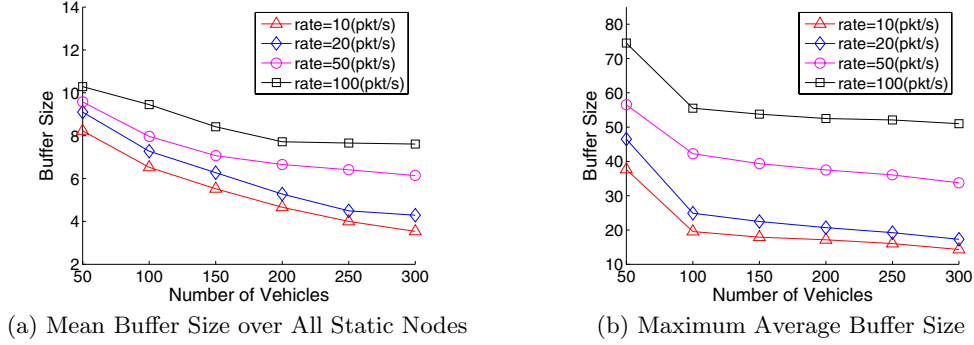 14
12
10
8
6
4
2
Buffer Size
rate=10(pkt/s)
rate=20(pkt/s)
rate=50(pkt/s)
rate=100(pkt/s)
50 100 150 200 250 300
Number of Vehicles
(a) Mean Buffer Size over All Static Nodes
80
70
60
50
40
30
20
10
Buffer Size
rate=10(pkt/s)
rate=20(pkt/s)
rate=50(pkt/s)
rate=100(pkt/s)
50 100 150 200 250 300
Number of Vehicles
(b) Maximum Average Buffer Size